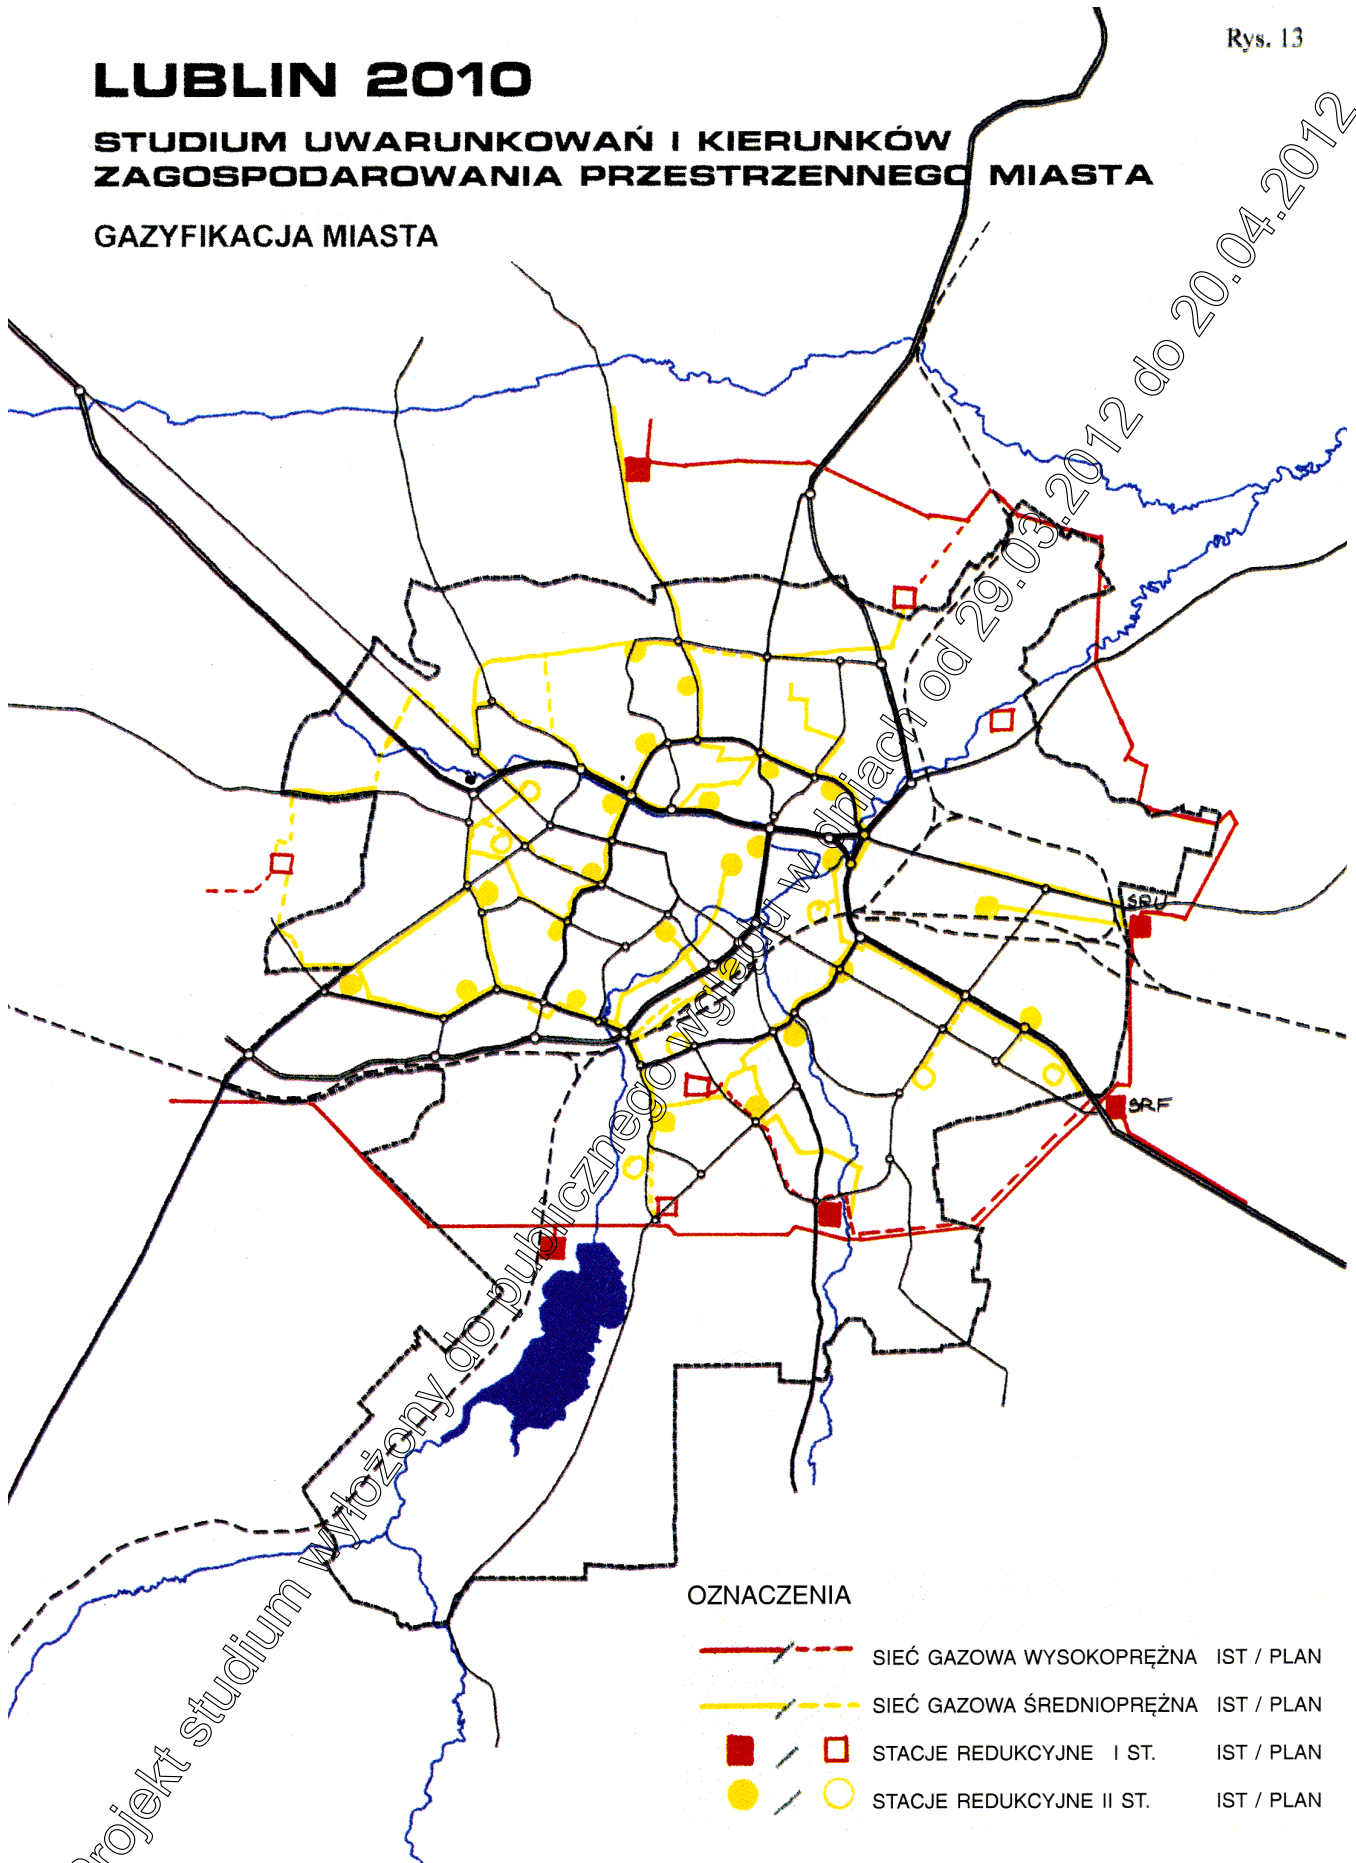 Rys. 13
LUBLIN 2010
STUDIUM UWARUNKOWAŃ I KIERUNKÓW
ZAGOSPODAROWANIA PRZESTRZENNEGO MIASTA
GAZYFIKACJA MIASTA
Projekt studium wyłożony do publicznego wglądu w dniach od 29.03.2012 do 20.04.2012
SRU
SRF
OZNACZENIA
SIEĆ GAZOWA WYSOKOPRĘŻNA IST / PLAN
SIEĆ GAZOWA ŚREDNIOPRĘŻNA IST / PLAN
STACJE REDUKCYJNE I ST. IST / PLAN
STACJE REDUKCYJNE II ST. IST / PLAN